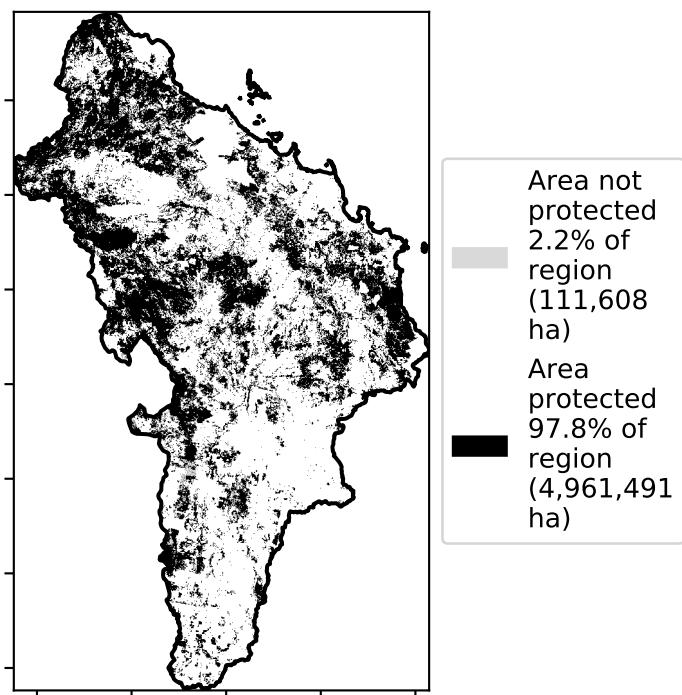 Area not
protected
2.2% of
region
(111,608
ha)
Area
protected
97.8% of
region
(4,961,491
ha)